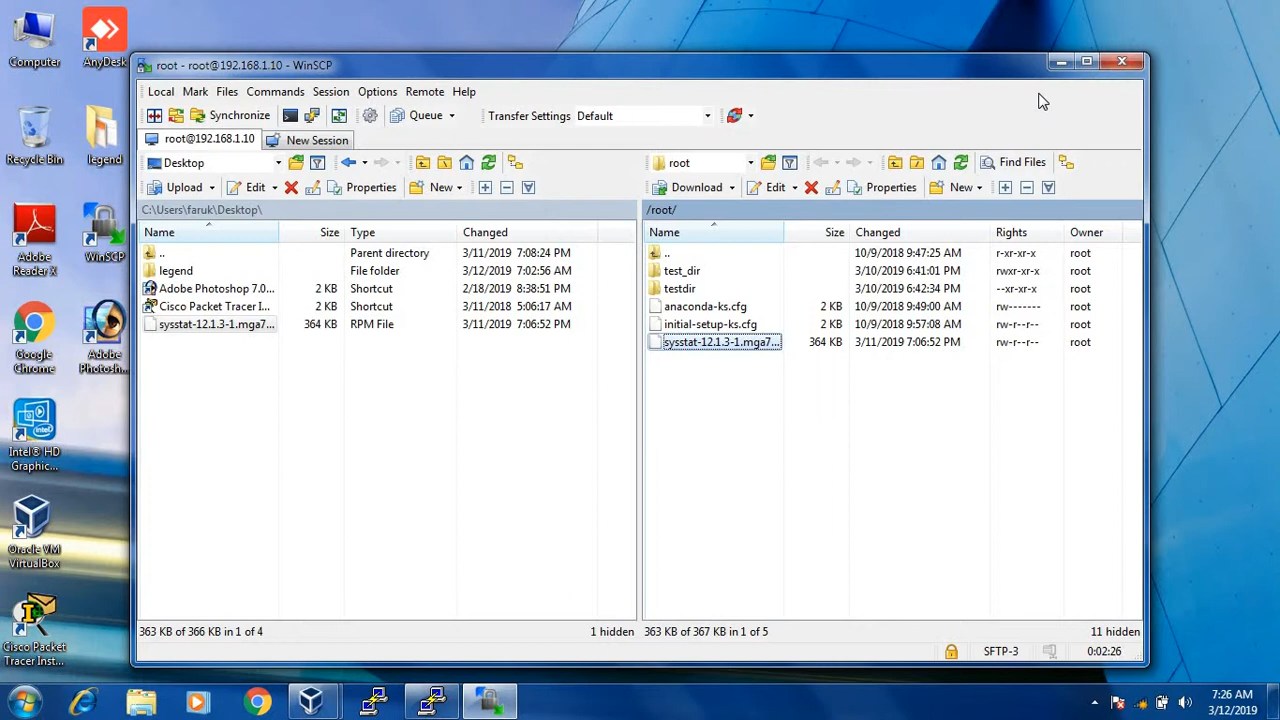 Computer
AnyDesk
Recycle Bin
legend
Adobe
Reader X
WinSCP
Google
Chrome
Adobe
Photosh...
Intel® HD
Graphic...
Oracle VM
VirtualBox
Cisco Packet
Tracer Inst...
root - root@192.168.1.10 - WinSCP
Local Mark Files Commands Session Options Remote Help
Synchronize Queue Transfer Settings Default
root@192.168.1.10 New Session
Desktop
Upload Edit Properties New
C:\Users\faruk\Desktop\
Name Size Type Changed
.. Parent directory 3/11/2019 7:08:24 PM
legend File folder 3/12/2019 7:02:56 AM
Adobe Photoshop 7.0... 2 KB Shortcut 2/18/2019 8:38:51 PM
Cisco Packet Tracer I... 2 KB Shortcut 3/11/2018 5:06:17 AM
sysstat-12.1.3-1.mga7... 364 KB RPM File 3/11/2019 7:06:52 PM
363 KB of 366 KB in 1 of 4 1 hidden
root Find Files
Download Edit Properties New
/root/
Name Size Changed Rights Owner
.. 10/9/2018 9:47:25 AM r-xr-xr-x root
test_dir 3/10/2019 6:41:01 PM rwxr-xr-x root
testdir 3/10/2019 6:42:34 PM --xr-xr-x root
anaconda-ks.cfg 2 KB 10/9/2018 9:49:00 AM rw------- root
initial-setup-ks.cfg 2 KB 10/9/2018 9:57:08 AM rw-r--r-- root
sysstat-12.1.3-1.mga7... 364 KB 3/11/2019 7:06:52 PM rw-r--r-- root
363 KB of 367 KB in 1 of 5 11 hidden
SFTP-3 0:02:26
7:26 AM
3/12/2019